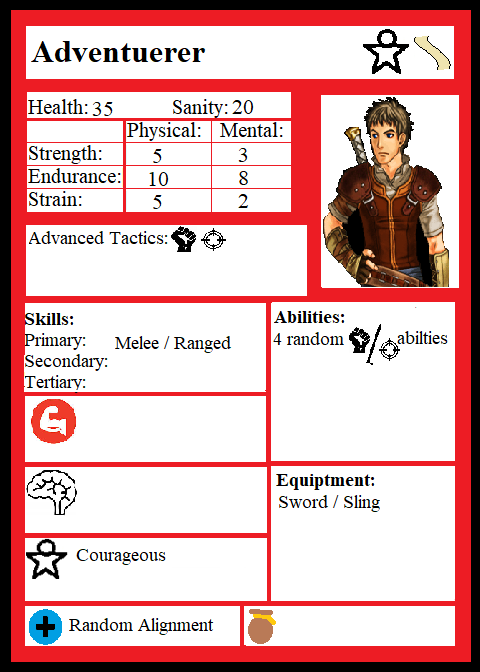 Adventuerer
Health: 35 Sanity: 20
Physical: Mental:
Strength: 5 3
Endurance: 10 8
Strain: 5 2
Advanced Tactics:
Skills:
Primary: Melee / Ranged
Secondary:
Tertiary:
Abilities:
4 random / abilties
Equiptment:
Sword / Sling
Courageous
Random Alignment